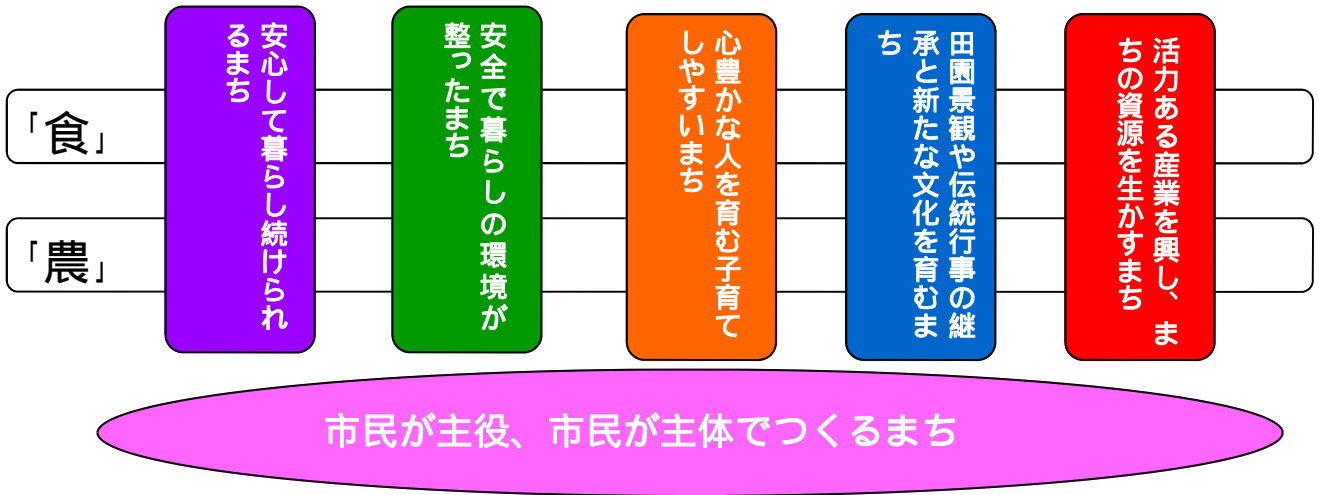 「食」
「農」
安心して暮らし続けられ
るまち
安全で暮らしの環境が
整ったまち
心豊かな人を育む子育て
しやすいまち
田園景観や伝統行事の継
承と新たな文化を育むま
ち
活力ある産業を興し、ま
ちの資源を生かすまち
市民が主役、市民が主体でつくるまち